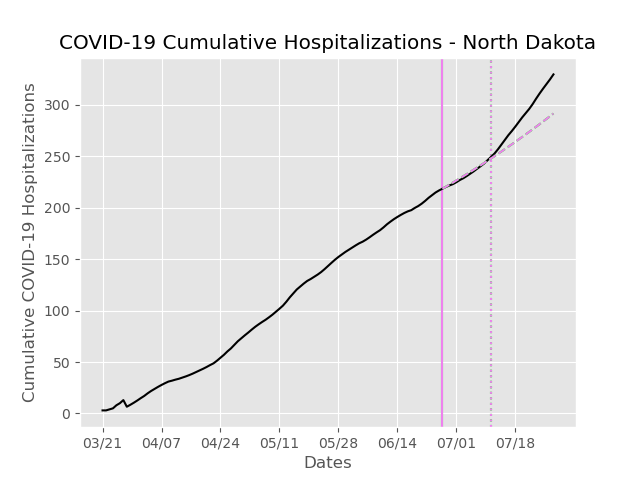 COVID-19 Cumulative Hospitalizations - North Dakota
Cumulative COVID-19 Hospitalizations
300
250
200
150
100
50
0
03/21 04/07 04/24 05/11 05/28 06/14 07/01 07/18
Dates